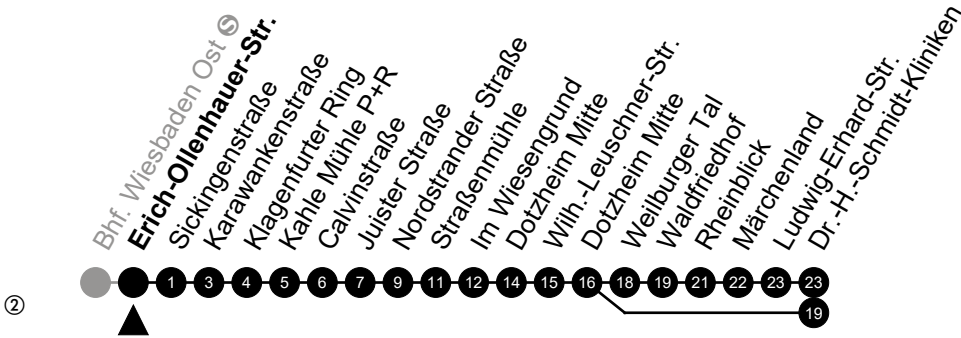 Bhf. Wiesbaden Ost S
Erich-Ollenhauer-Str.
Sickingenstraße
Karawankenstraße
Klagenfurter Ring
Kahle Mühle P+R
Calvinstraße
Juister Straße
Nordstrander Straße
Straßenmühle
Im Wiesengrund
Dotzheim Mitte
Wilh.-Leuschner-Str.
Dotzheim Mitte
Weilburger Tal
Waldfriedhof
Rheinblick
Märchenland
Ludwig-Erhard-Str.
Dr.-H.-Schmidt-Kliniken
1 3 4 5 6 7 9 11 12 14 15 16 18 19 21 22 23 23
② 19